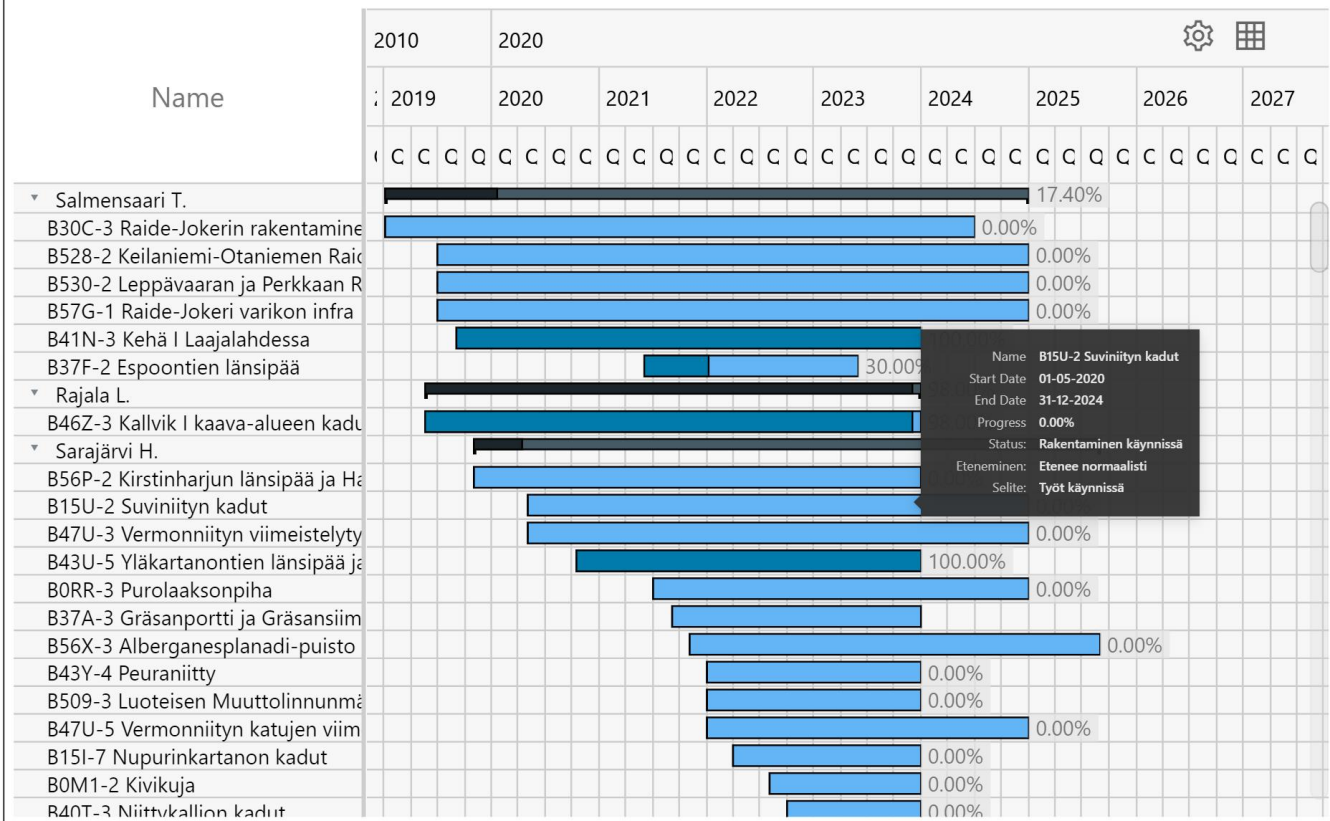 2010 2020
Name
2019 2020 2021 2022 2023 2024 2025 2026 2027
Q Q Q Q Q Q Q Q Q Q Q Q Q Q Q Q Q Q Q Q Q Q Q Q Q Q Q Q Q Q Q Q Q Q Q
Salmensaari T. 17.40%
B30C-3 Raide-Jokerin rakentamine 0.00%
B528-2 Keilaniemi-Otaniemen Raid 0.00%
B530-2 Leppävaaran ja Perkkaan R 0.00%
B57G-1 Raide-Jokeri varikon infra 0.00%
B41N-3 Kehä I Laajalahdessa
B37F-2 Espoontien länsipää 30.00%
Rajala L.
B46Z-3 Kallvik I kaava-alueen kadu
Sarajärvi H.
B56P-2 Kirstinharjun länsipää ja Ha
B15U-2 Suviniityn kadut
Name B15U-2 Suviniityn kadut
Start Date 01-05-2020
End Date 31-12-2024
Progress 0.00%
Status: Rakentaminen käynnissä
Eteneminen: Etenee normaalisti
Selite: Työt käynnissä
B47U-3 Vermonniityn viimeistelyty 0.00%
B43U-5 Yläkartanontien länsipää ja 100.00%
B0RR-3 Purolaaksonpiha 0.00%
B37A-3 Gräsanportti ja Gräsansiim
B56X-3 Alberganesplanadi-puisto 0.00%
B43Y-4 Peuraniitty 0.00%
B509-3 Luoteisen Muuttolinnunmä 0.00%
B47U-5 Vermonniityn katujen viim 0.00%
B15I-7 Nupurinkartanon kadut 0.00%
B0M1-2 Kivikuja 0.00%
B40T-3 Niittykallion kadut 0.00%